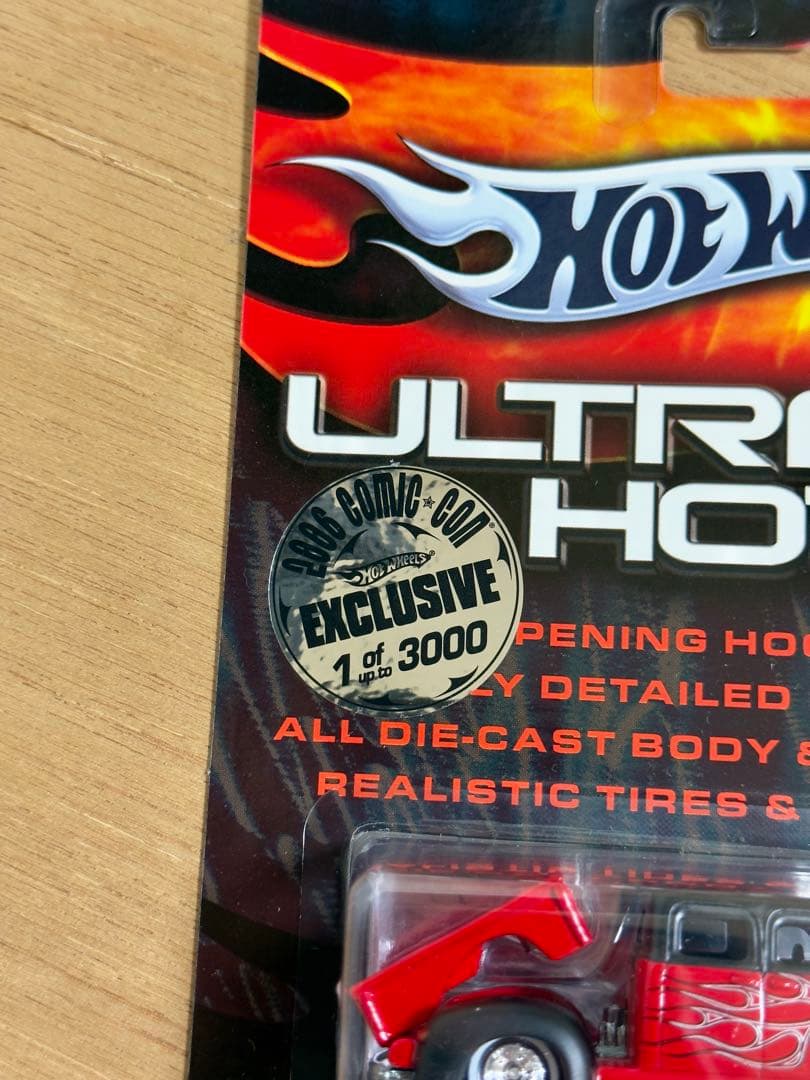 HOT W
ULTRA
HOT
2006 COMIC★CON®
HOT WHEELS®
EXCLUSIVE
1 of up to 3000
PENING HOO
LY DETAILED
ALL DIE-CAST BODY &
REALISTIC TIRES &